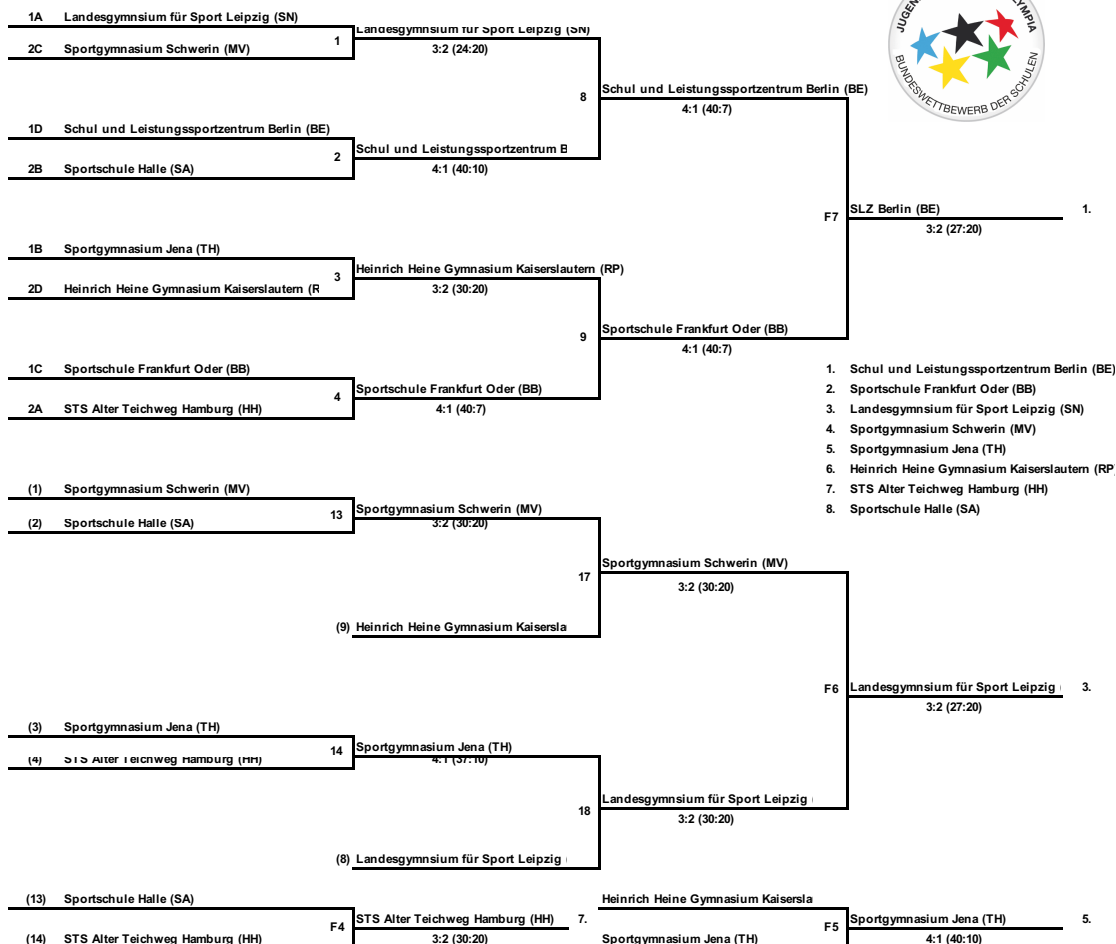 1A Landesgymnsium für Sport Leipzig (SN)
Landesgymnsium für Sport Leipzig (SN)
1
3:2 (24:20)
2C Sportgymnasium Schwerin (MV)
8
Schul und Leistungssportzentrum Berlin (BE)
4:1 (40:7)
1D Schul und Leistungssportzentrum Berlin (BE)
2
Schul und Leistungssportzentrum B
4:1 (40:10)
2B Sportschule Halle (SA)
F7
SLZ Berlin (BE)
1.
3:2 (27:20)
1B Sportgymnasium Jena (TH)
3
Heinrich Heine Gymnasium Kaiserslautern (RP)
3:2 (30:20)
2D Heinrich Heine Gymnasium Kaiserslautern (R
9
Sportschule Frankfurt Oder (BB)
4:1 (40:7)
1C Sportschule Frankfurt Oder (BB)
4
Sportschule Frankfurt Oder (BB)
4:1 (40:7)
2A STS Alter Teichweg Hamburg (HH)
1. Schul und Leistungssportzentrum Berlin (BE)
2. Sportschule Frankfurt Oder (BB)
3. Landesgymnsium für Sport Leipzig (SN)
4. Sportgymnasium Schwerin (MV)
5. Sportgymnasium Jena (TH)
6. Heinrich Heine Gymnasium Kaiserslautern (RP)
7. STS Alter Teichweg Hamburg (HH)
8. Sportschule Halle (SA)
(1) Sportgymnasium Schwerin (MV)
13
Sportgymnasium Schwerin (MV)
3:2 (30:20)
(2) Sportschule Halle (SA)
17
Sportgymnasium Schwerin (MV)
3:2 (30:20)
(9) Heinrich Heine Gymnasium Kaisersla
F6
Landesgymnsium für Sport Leipzig
3.
3:2 (27:20)
(3) Sportgymnasium Jena (TH)
14
Sportgymnasium Jena (TH)
4:1 (37:10)
(4) STS Alter Teichweg Hamburg (HH)
18
Landesgymnsium für Sport Leipzig
3:2 (30:20)
(8) Landesgymnsium für Sport Leipzig
(13) Sportschule Halle (SA)
F4
STS Alter Teichweg Hamburg (HH)
7.
3:2 (30:20)
(14) STS Alter Teichweg Hamburg (HH)
Heinrich Heine Gymnasium Kaisersla
F5
Sportgymnasium Jena (TH)
5.
4:1 (40:10)
Sportgymnasium Jena (TH)
BUNDESWETTBEWERB DER SCHULEN